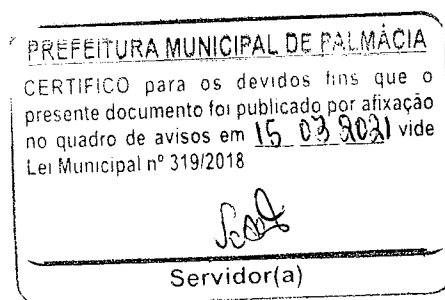 PREFEITURA MUNICIPAL DE PALMÁCIA
CERTIFICO para os devidos fins que o
presente documento foi publicado por afixação
no quadro de avisos em 15 03 2021 vide
Lei Municipal nº 319/2018
Servidor(a)